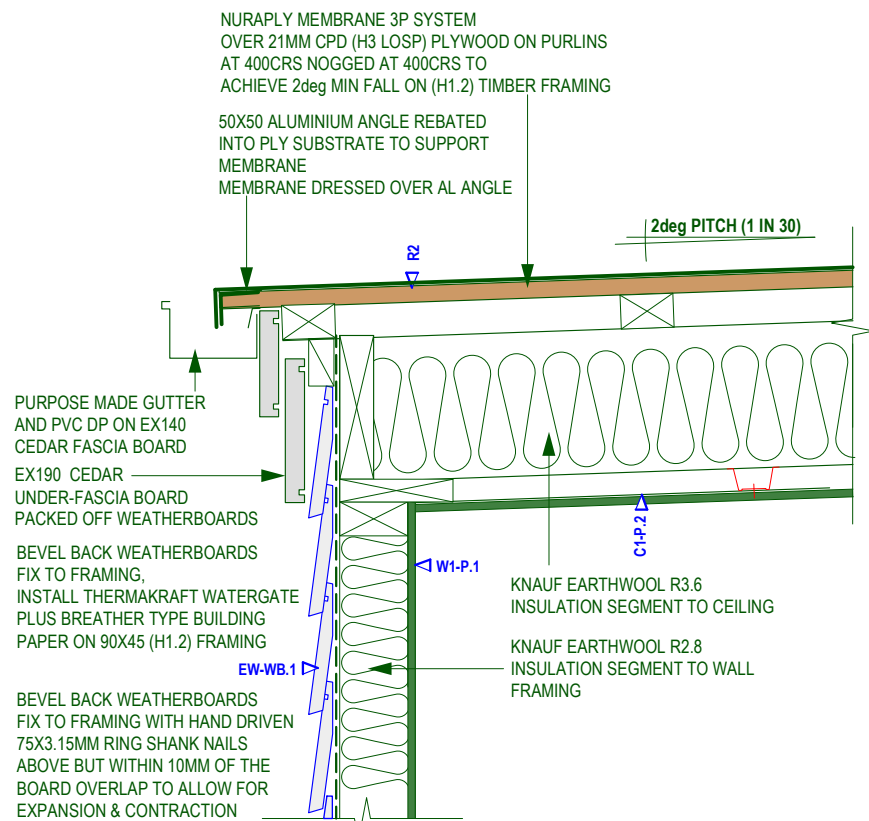 NURAPLY MEMBRANE 3P SYSTEM
OVER 21MM CPD (H3 LOSP) PLYWOOD ON PURLINS
AT 400CRS NOGGED AT 400CRS TO
ACHIEVE 2deg MIN FALL ON (H1.2) TIMBER FRAMING
50X50 ALUMINIUM ANGLE REBATED
INTO PLY SUBSTRATE TO SUPPORT
MEMBRANE
MEMBRANE DRESSED OVER AL ANGLE
2deg PITCH (1 IN 30)
R2
PURPOSE MADE GUTTER
AND PVC DP ON EX140
CEDAR FASCIA BOARD
EX190 CEDAR
UNDER-FASCIA BOARD
PACKED OFF WEATHERBOARDS
BEVEL BACK WEATHERBOARDS
FIX TO FRAMING,
INSTALL THERMAKRAFT WATERGATE
PLUS BREATHER TYPE BUILDING
PAPER ON 90X45 (H1.2) FRAMING
EW-WB.1
BEVEL BACK WEATHERBOARDS
FIX TO FRAMING WITH HAND DRIVEN
75X3.15MM RING SHANK NAILS
ABOVE BUT WITHIN 10MM OF THE
BOARD OVERLAP TO ALLOW FOR
EXPANSION & CONTRACTION
W1-P.1
C1-P.2
KNAUF EARTHWOOL R3.6
INSULATION SEGMENT TO CEILING
KNAUF EARTHWOOL R2.8
INSULATION SEGMENT TO WALL
FRAMING